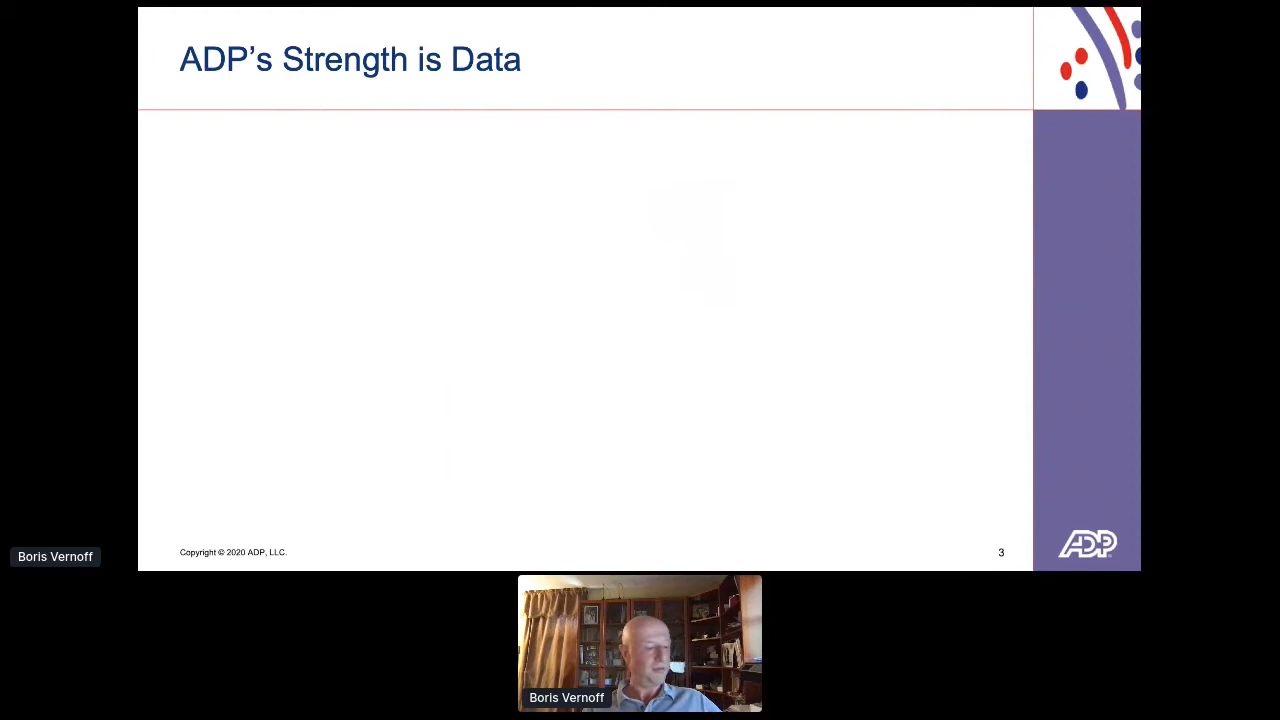 ADP’s Strength is Data
Copyright © 2020 ADP, LLC.
3
ADP
Boris Vernoff
Boris Vernoff